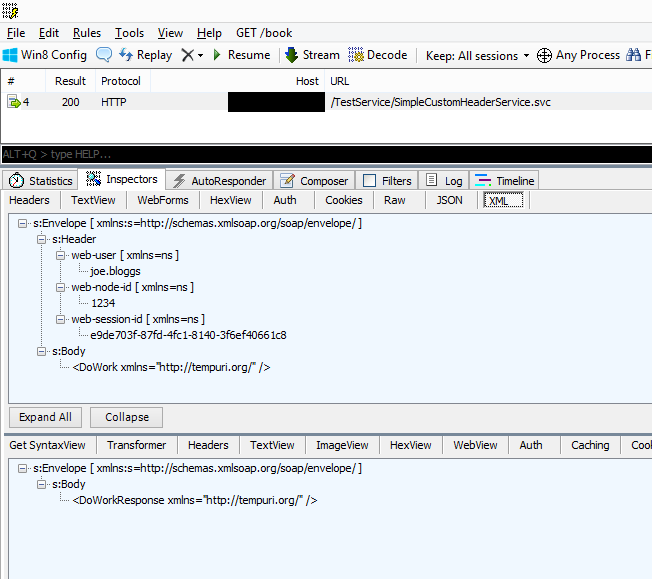 File Edit Rules Tools View Help GET /book
Win8 Config Replay Resume Stream Decode Keep: All sessions Any Process F
# Result Protocol Host URL
4 200 HTTP /TestService/SimpleCustomHeaderService.svc
ALT+Q > type HELP...
Statistics Inspectors AutoResponder Composer Filters Log Timeline
Headers TextView WebForms HexView Auth Cookies Raw JSON XML
s:Envelope [ xmlns:s=http://schemas.xmlsoap.org/soap/envelope/ ]
s:Header
web-user [ xmlns=ns ]
joe.bloggs
web-node-id [ xmlns=ns ]
1234
web-session-id [ xmlns=ns ]
e9de703f-87fd-4fc1-8140-3f6ef40661c8
s:Body
<DoWork xmlns="http://tempuri.org/" />
Expand All Collapse
Get SyntaxView Transformer Headers TextView ImageView HexView WebView Auth Caching Cook
s:Envelope [ xmlns:s=http://schemas.xmlsoap.org/soap/envelope/ ]
s:Body
<DoWorkResponse xmlns="http://tempuri.org/" />